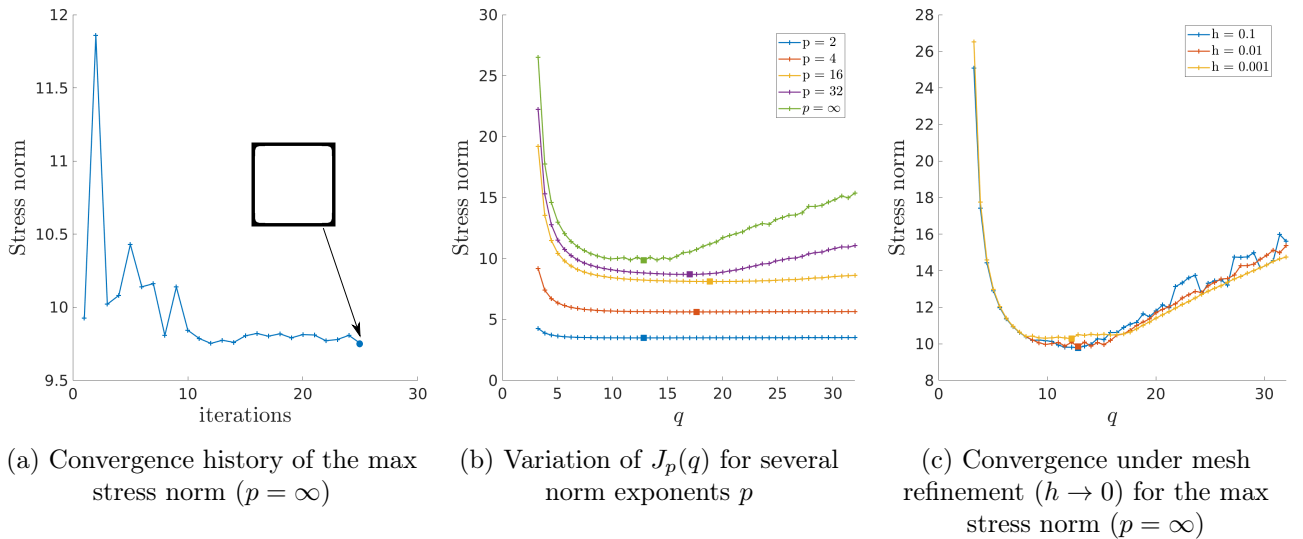 12
11.5
11
10.5
10
9.5
0
10
20
30
Stress norm
iterations
30
25
20
15
10
5
0
0
5
10
15
20
25
30
Stress norm
q
p = 2
p = 4
p = 16
p = 32
p = ∞
28
26
24
22
20
18
16
14
12
10
8
0
10
20
30
Stress norm
q
h = 0.1
h = 0.01
h = 0.001
(a) Convergence history of the max
stress norm (p = ∞)
(b) Variation of J_p(q) for several
norm exponents p
(c) Convergence under mesh
refinement (h → 0) for the max
stress norm (p = ∞)